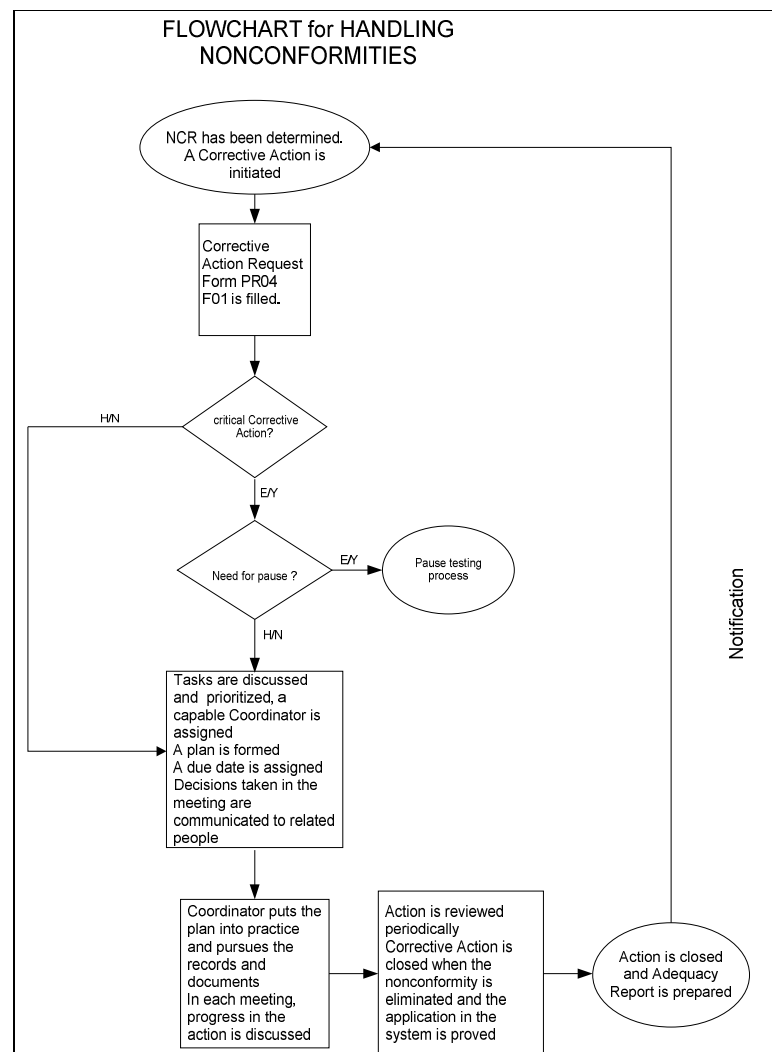 FLOWCHART for HANDLING
NONCONFORMITIES
NCR has been determined.
A Corrective Action is
initiated
Corrective
Action Request
Form PR04
F01 is filled.
critical Corrective
Action?
H/N
E/Y
Need for pause ?
E/Y
Pause testing
process
H/N
Tasks are discussed
and prioritized, a
capable Coordinator is
assigned
A plan is formed
A due date is assigned
Decisions taken in the
meeting are
communicated to related
people
Coordinator puts the
plan into practice
and pursues the
records and
documents
In each meeting,
progress in the
action is discussed
Action is reviewed
periodically
Corrective Action is
closed when the
nonconformity is
eliminated and the
application in the
system is proved
Action is closed
and Adequacy
Report is prepared
Notification